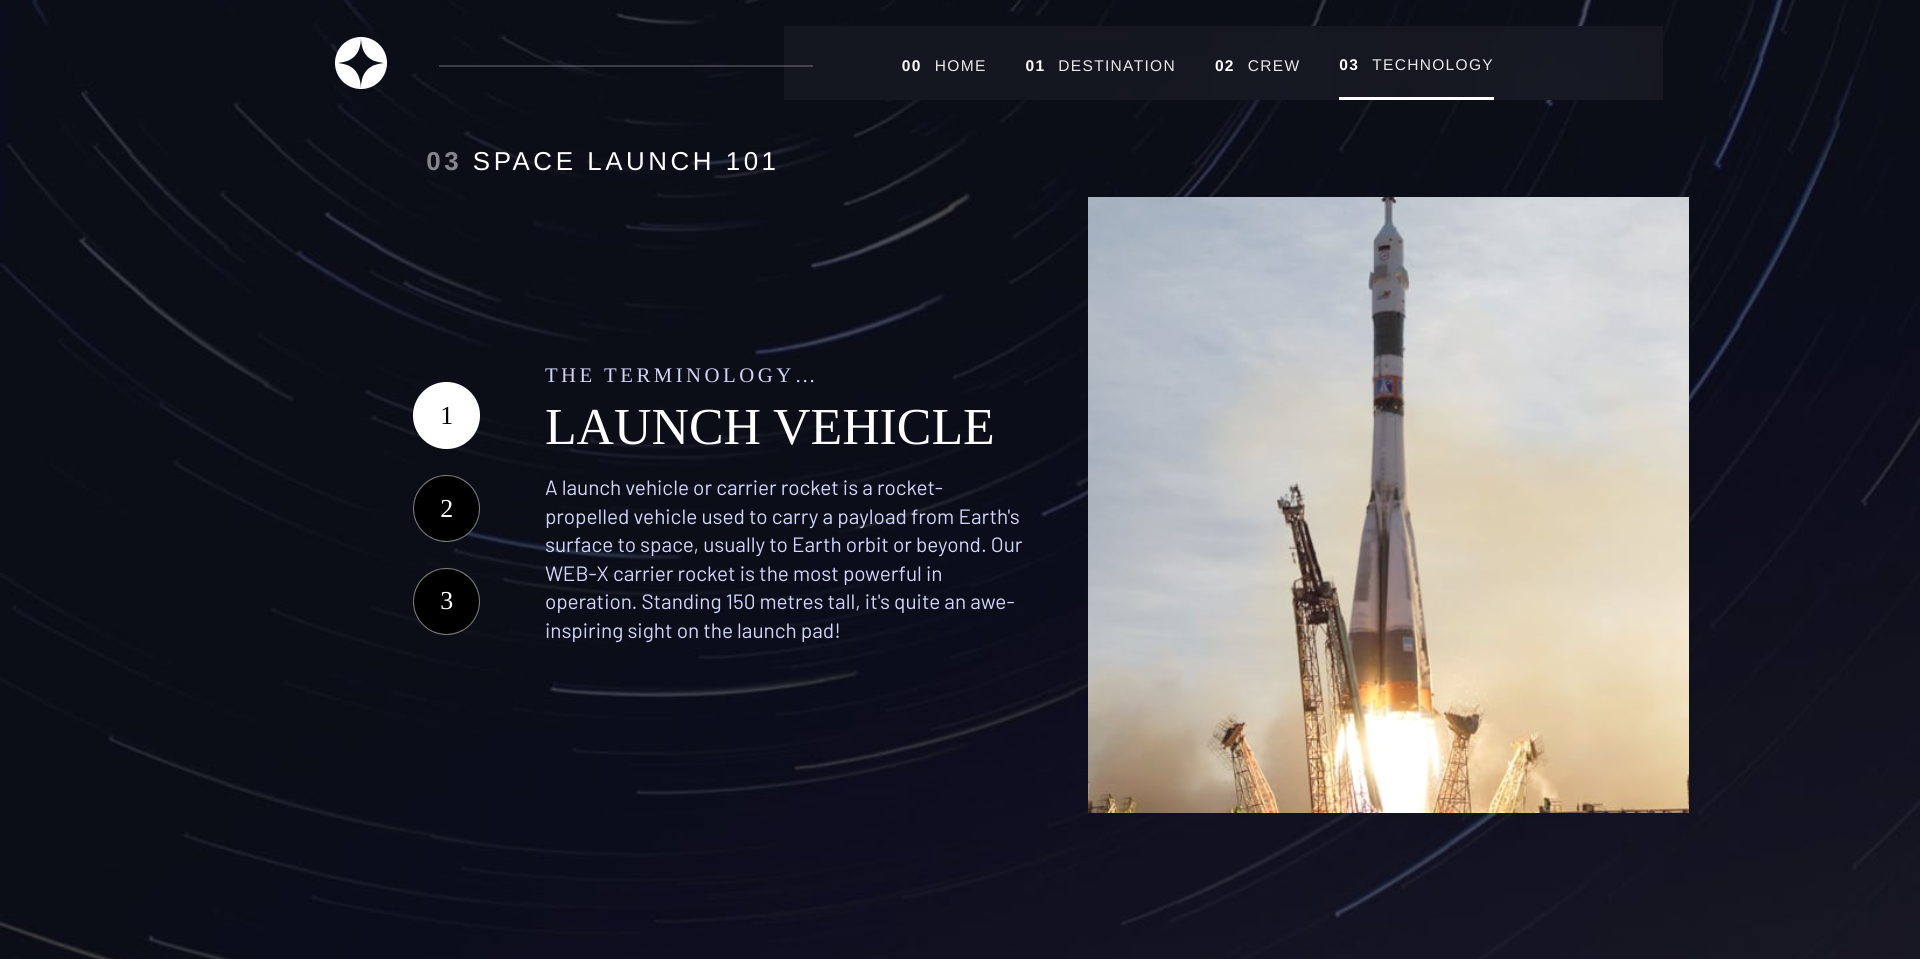 00 HOME 01 DESTINATION 02 CREW 03 TECHNOLOGY
03 SPACE LAUNCH 101
THE TERMINOLOGY...
LAUNCH VEHICLE
A launch vehicle or carrier rocket is a rocket-
propelled vehicle used to carry a payload from Earth's
surface to space, usually to Earth orbit or beyond. Our
WEB-X carrier rocket is the most powerful in
operation. Standing 150 metres tall, it's quite an awe-
inspiring sight on the launch pad!
1
2
3